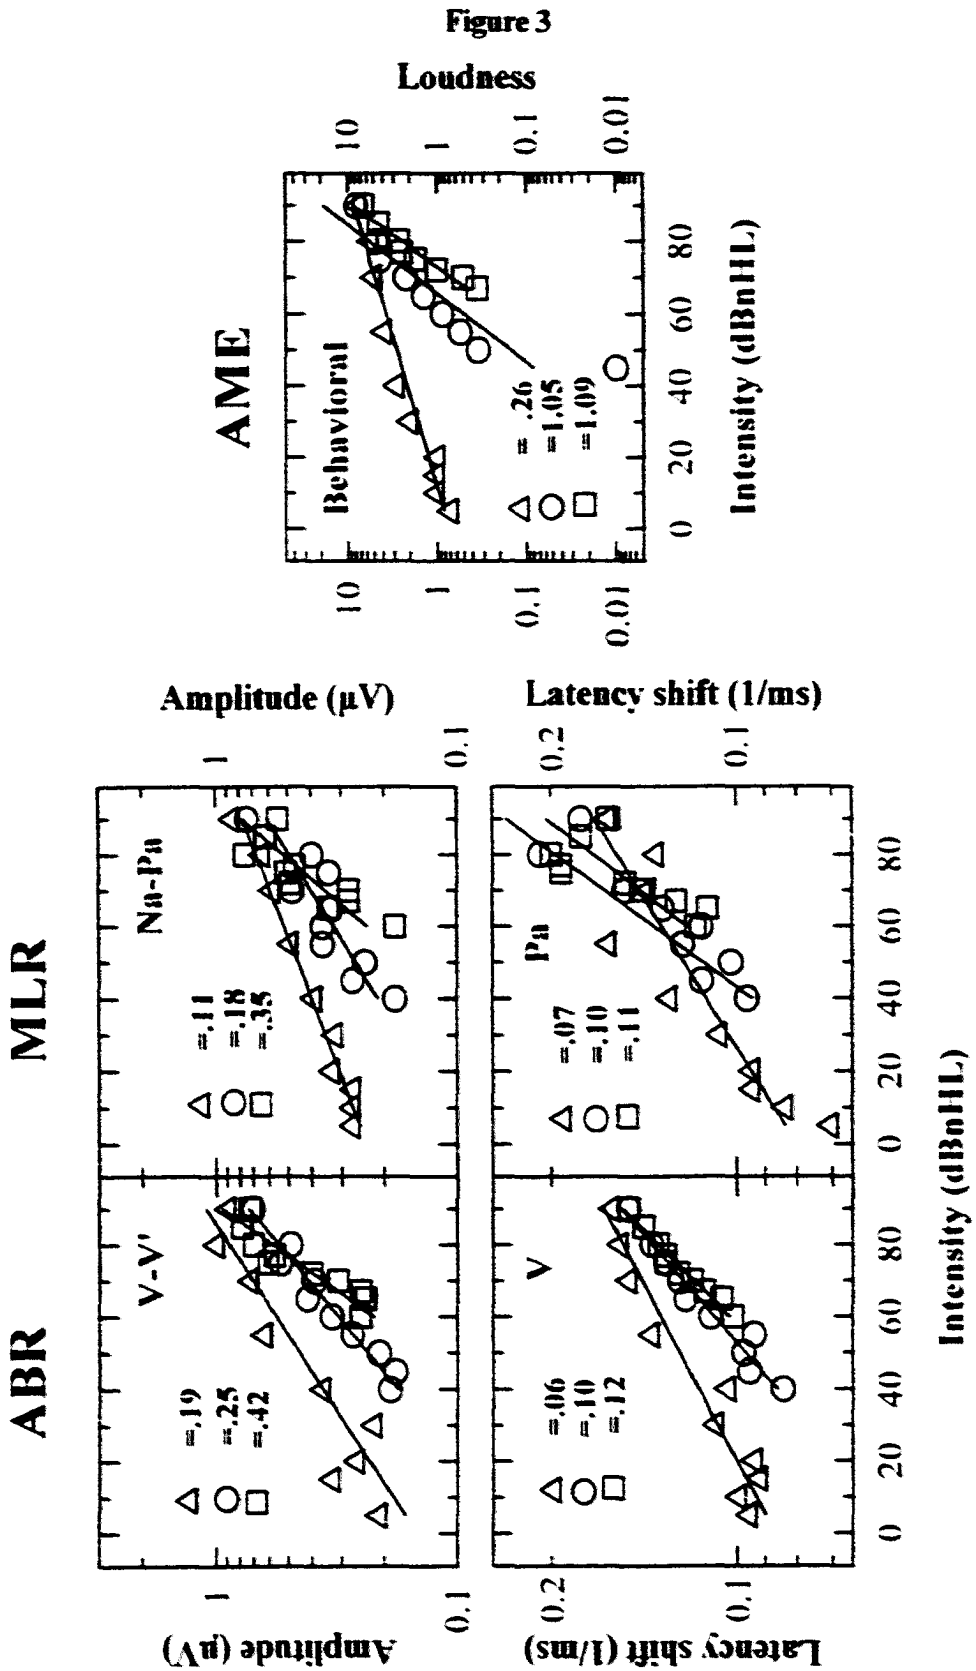 Figure 3
ABR
MLR
AME
V-V'
△ =.19
○ =.25
□ =.42
Amplitude (µV)
1
0.1
Na-Pa
△ =.11
○ =.18
□ =.35
1
0.1
Amplitude (µV)
Behavioral
△ = .26
○ =1.05
□ =1.09
10
1
0.1
0.01
10
1
0.1
0.01
Loudness
0 20 40 60 80
Intensity (dBnHL)
V
△ =.06
○ =.10
□ =.12
Latency shift (1/ms)
0.2
0.1
0 20 40 60 80
Pa
△ =.07
○ =.10
□ =.11
0.2
0.1
Latency shift (1/ms)
0 20 40 60 80
Intensity (dBnHL)